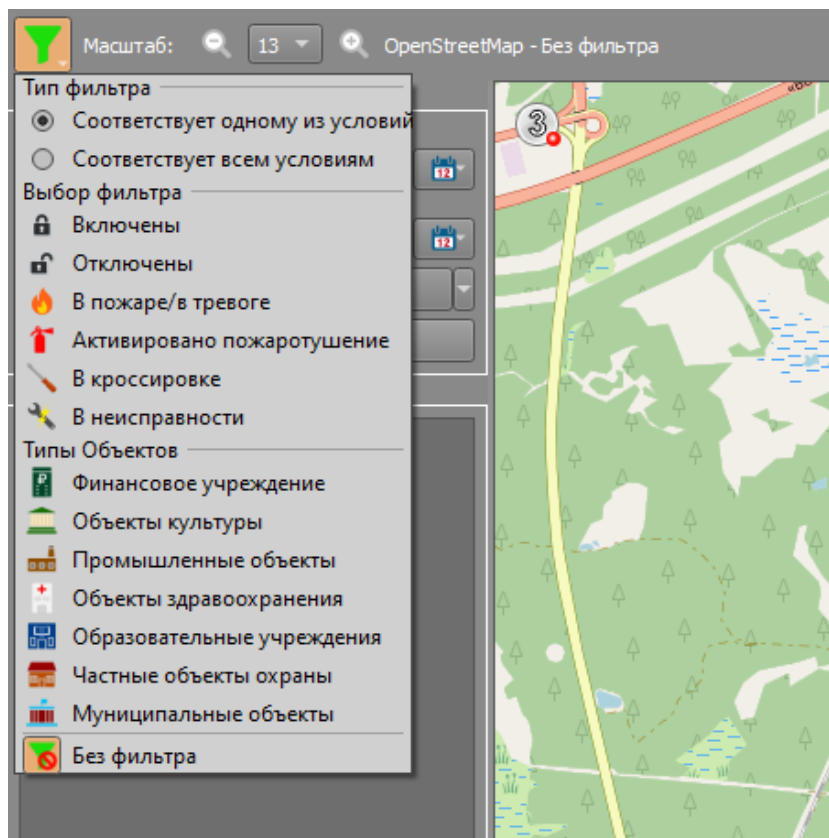 Масштаб: 13 OpenStreetMap - Без фильтра
Тип фильтра
Соответствует одному из условий
Соответствует всем условиям
Выбор фильтра
Включены
Отключены
В пожаре/в тревоге
Активировано пожаротушение
В кроссировке
В неисправности
Типы Объектов
Финансовое учреждение
Объекты культуры
Промышленные объекты
Объекты здравоохранения
Образовательные учреждения
Частные объекты охраны
Муниципальные объекты
Без фильтра
12
12
3